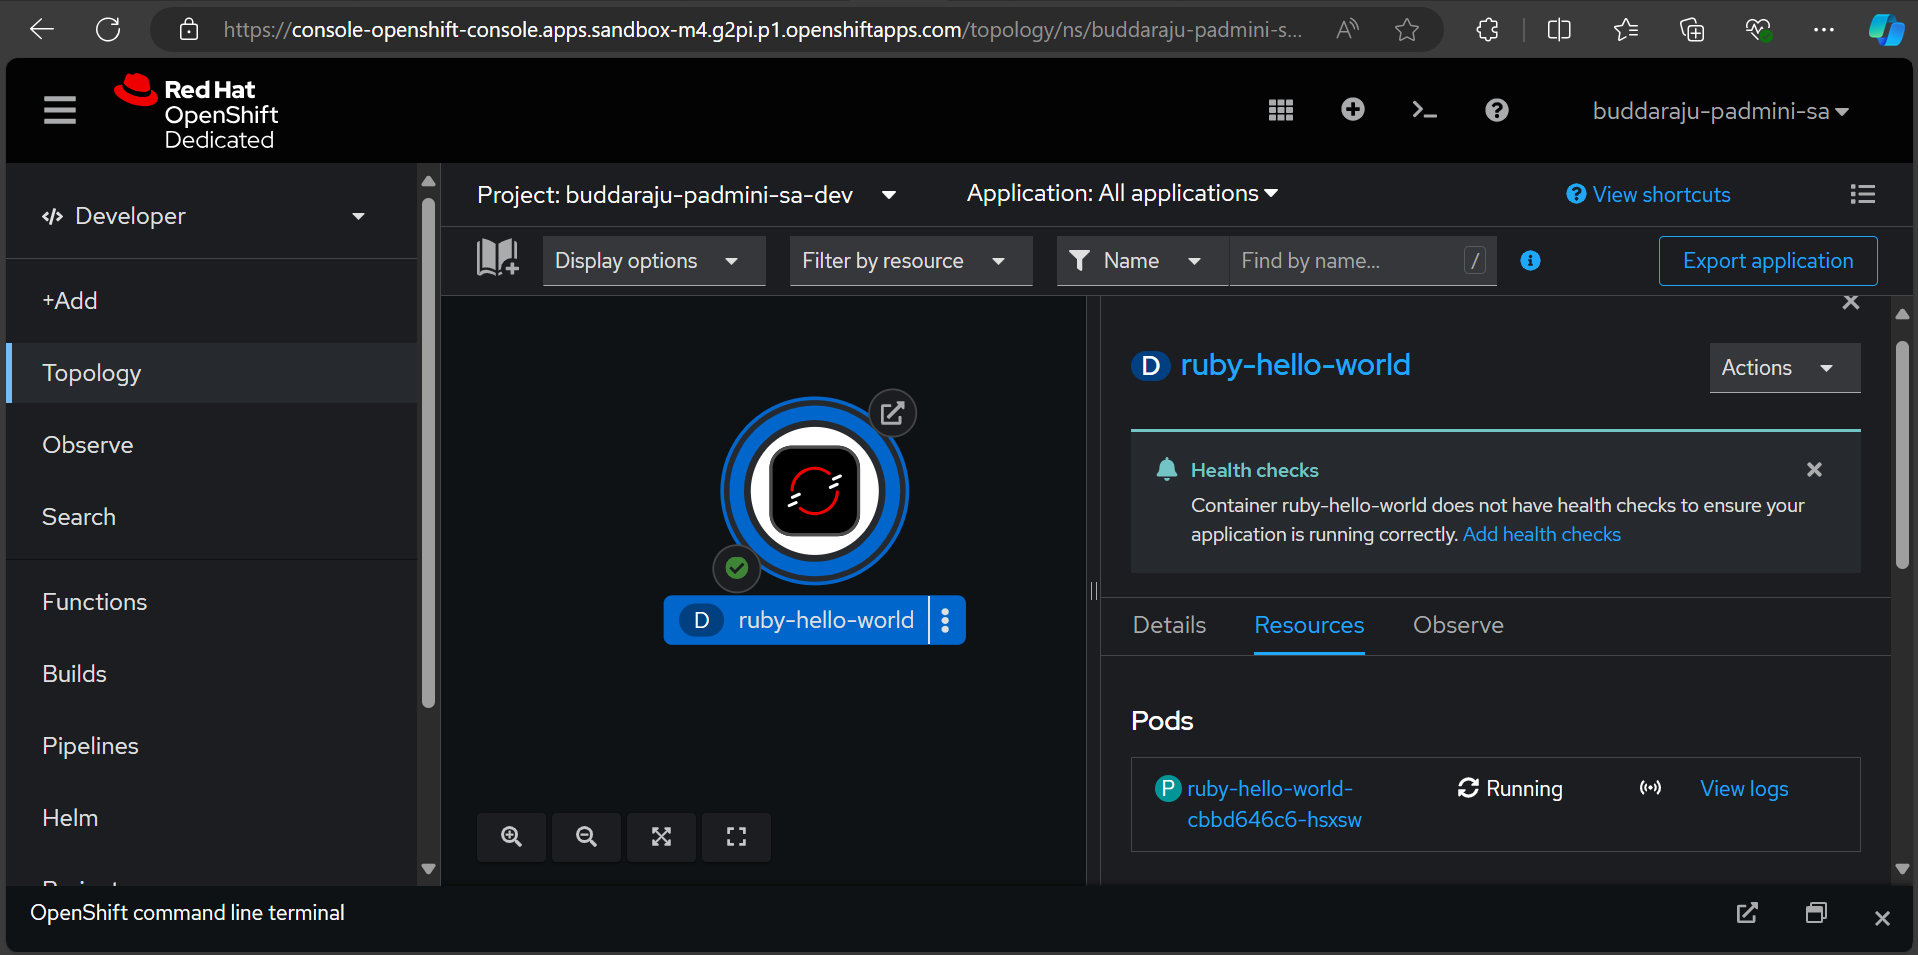 https://console-openshift-console.apps.sandbox-m4.g2pi.p1.openshiftapps.com/topology/ns/buddaraju-padmini-s...
Red Hat
OpenShift
Dedicated
buddaraju-padmini-sa
Developer
+Add
Topology
Observe
Search
Functions
Builds
Pipelines
Helm
Project: buddaraju-padmini-sa-dev
Application: All applications
View shortcuts
Display options
Filter by resource
Name
Find by name...
/
Export application
D ruby-hello-world
D ruby-hello-world
Actions
Health checks
Container ruby-hello-world does not have health checks to ensure your
application is running correctly. Add health checks
Details
Resources
Observe
Pods
P ruby-hello-world-
cbbd646c6-hsxsw
Running
View logs
OpenShift command line terminal